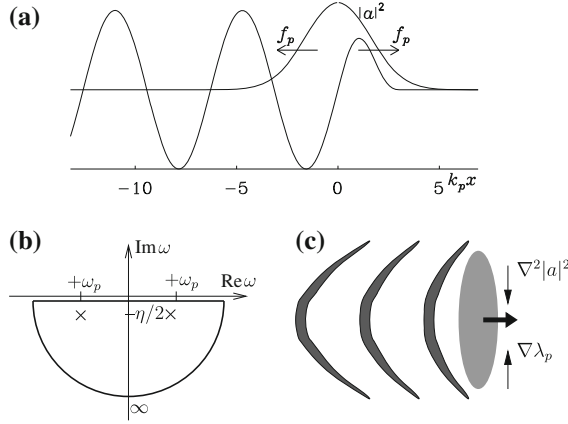 (a)
|α|²
f_p
f_p
−10 −5 0 5 k_p x
(b)
Im ω
+ω_p +ω_p Re ω
−η/2
∞
(c)
∇²|a|²
∇λ_p